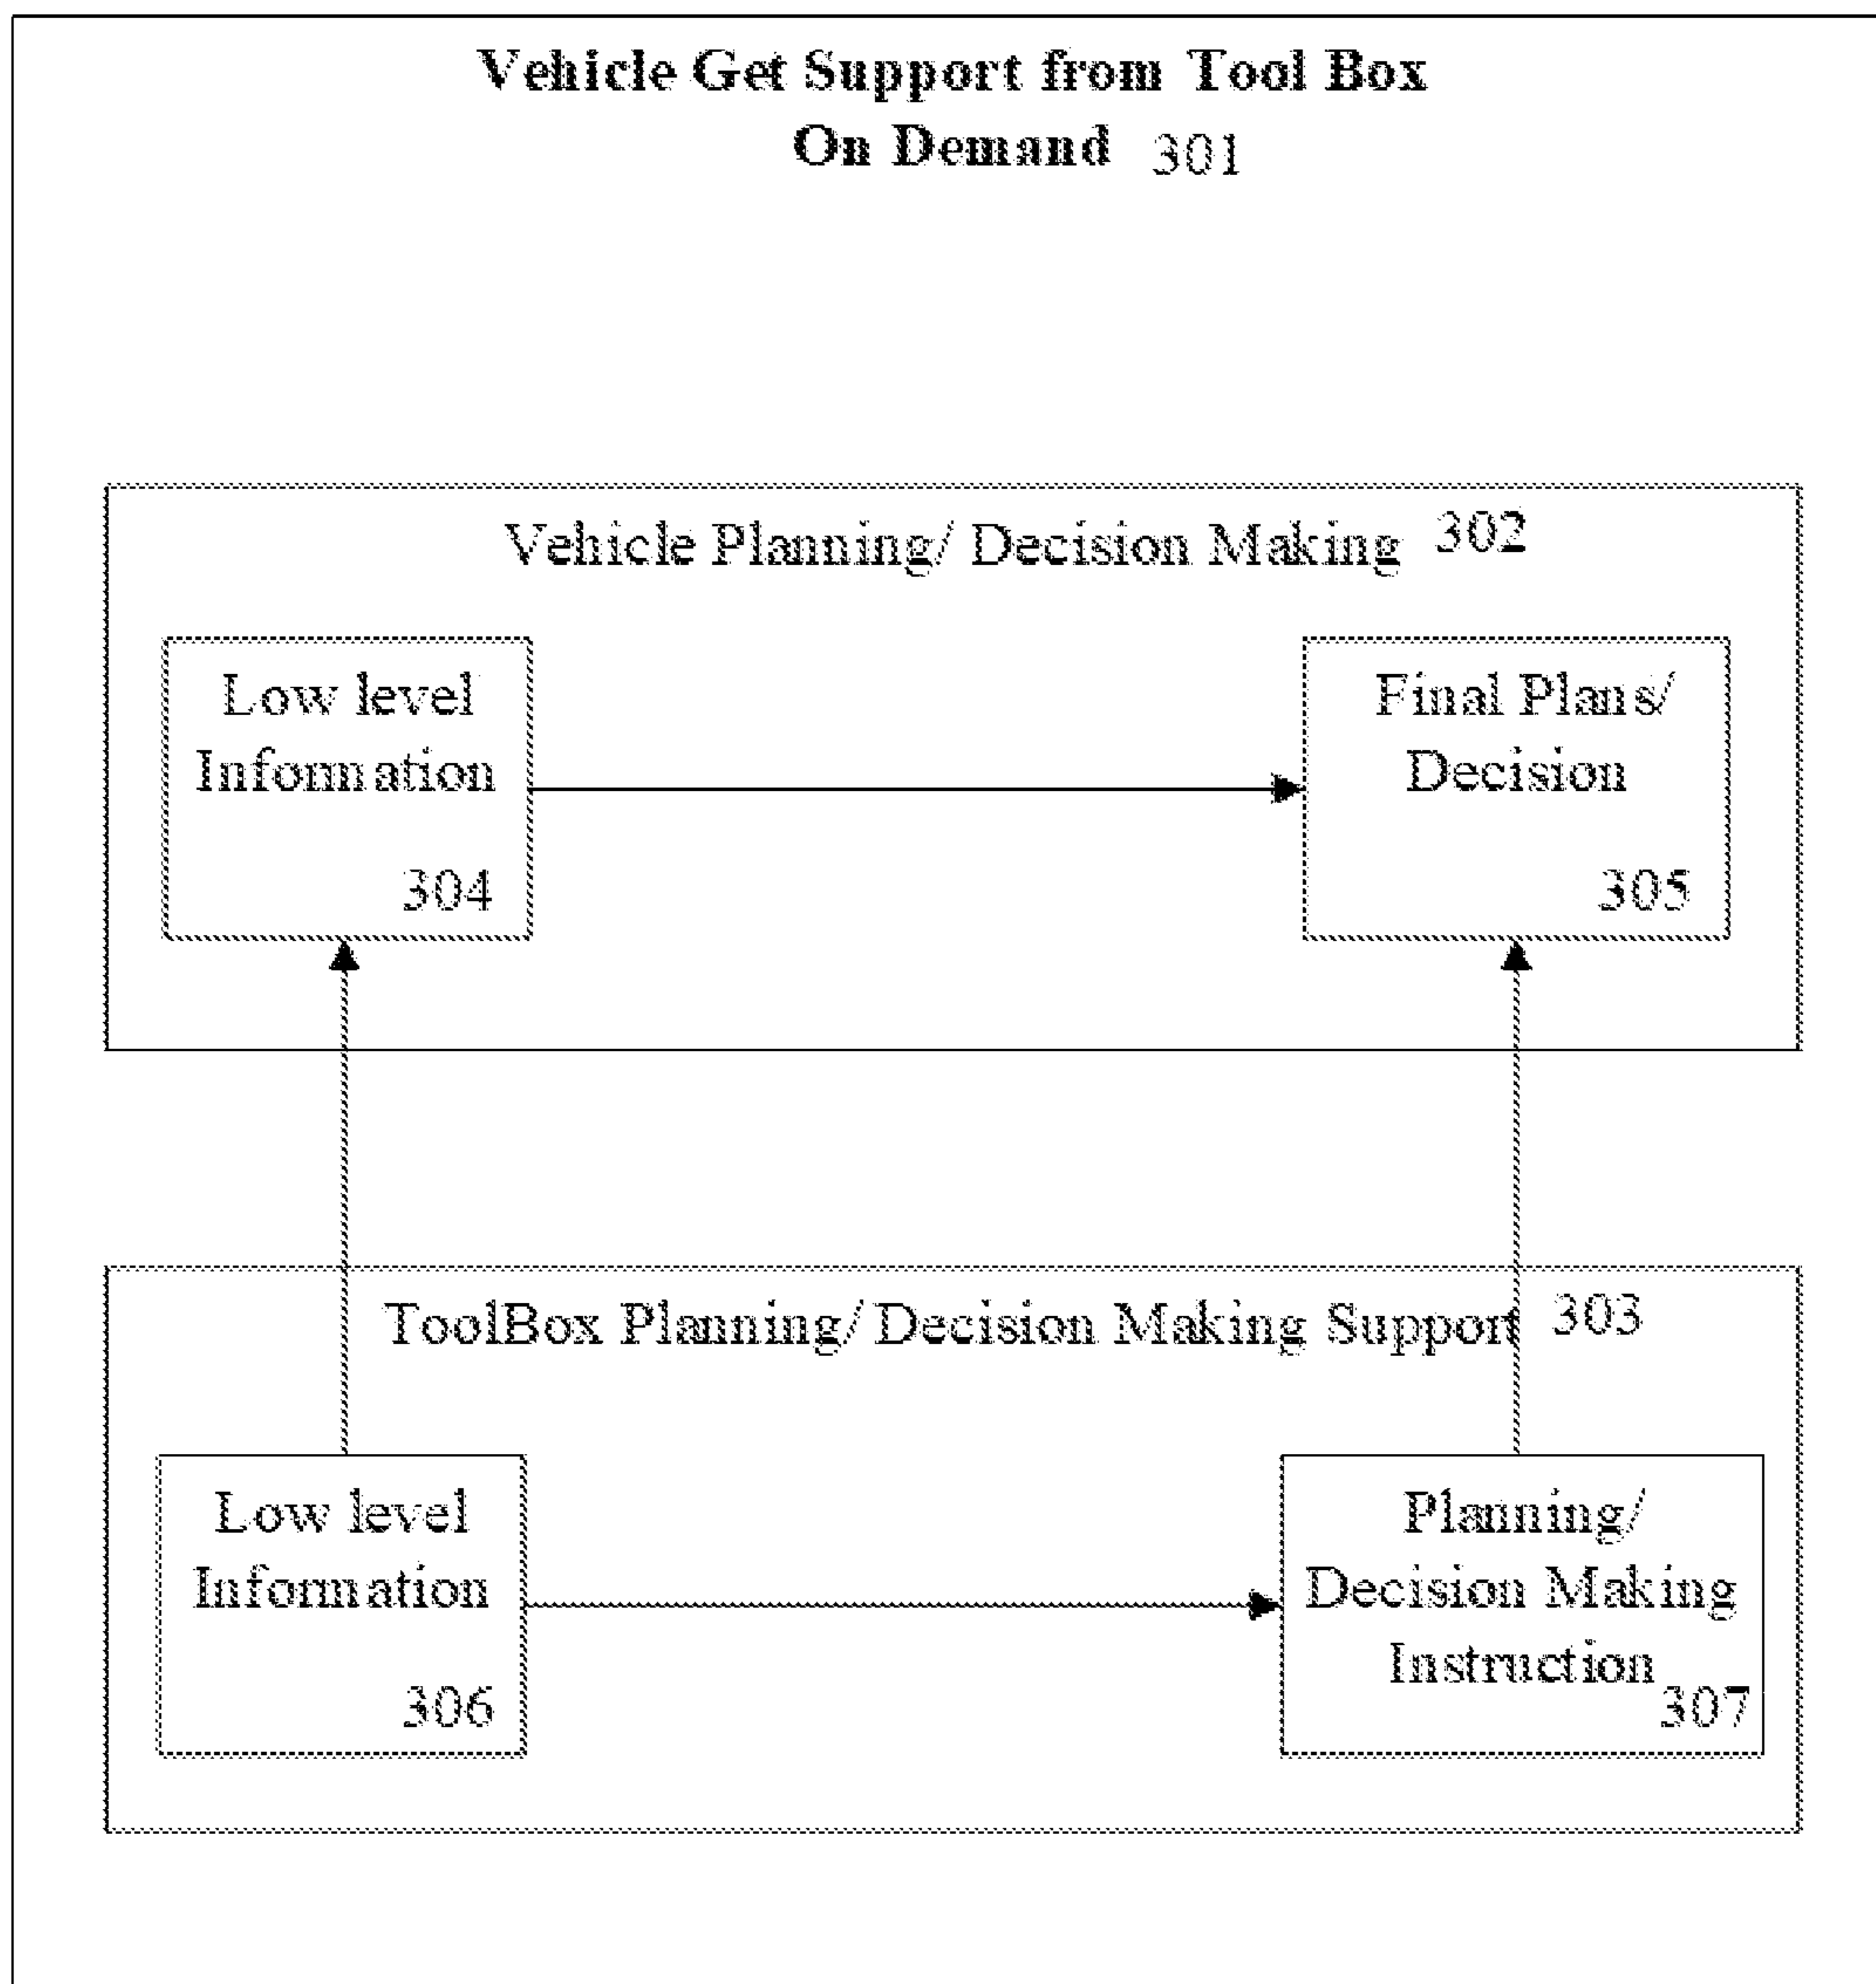 Vehicle Get Support from Tool Box
On Demand 301
Vehicle Planning/ Decision Making 302
Low level
Information
304
Final Plans/
Decision
305
ToolBox Planning/ Decision Making Support 303
Low level
Information
306
Planning/
Decision Making
Instruction
307